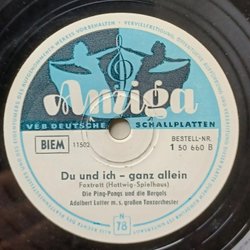 Amiga
VEB DEUTSCHE SCHALLPLATTEN
BIEM
11502
BESTELL-NR.
1 50 660 B
Du und ich – ganz allein
Foxtrott (Hattwig-Spielhaus)
Die Ping-Pongs und die Bergols
Adalbert Lutter m. s. großen Tanzorchester
N
78